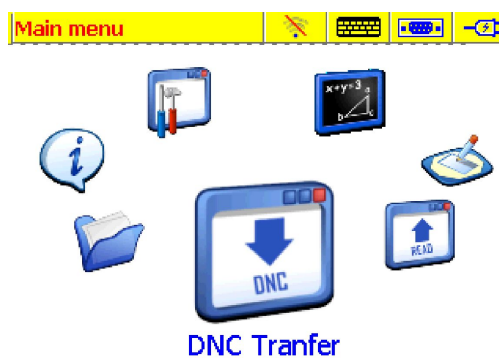 Main menu
x+y=3
a
b
c
i
DNC
READ
DNC Tranfer